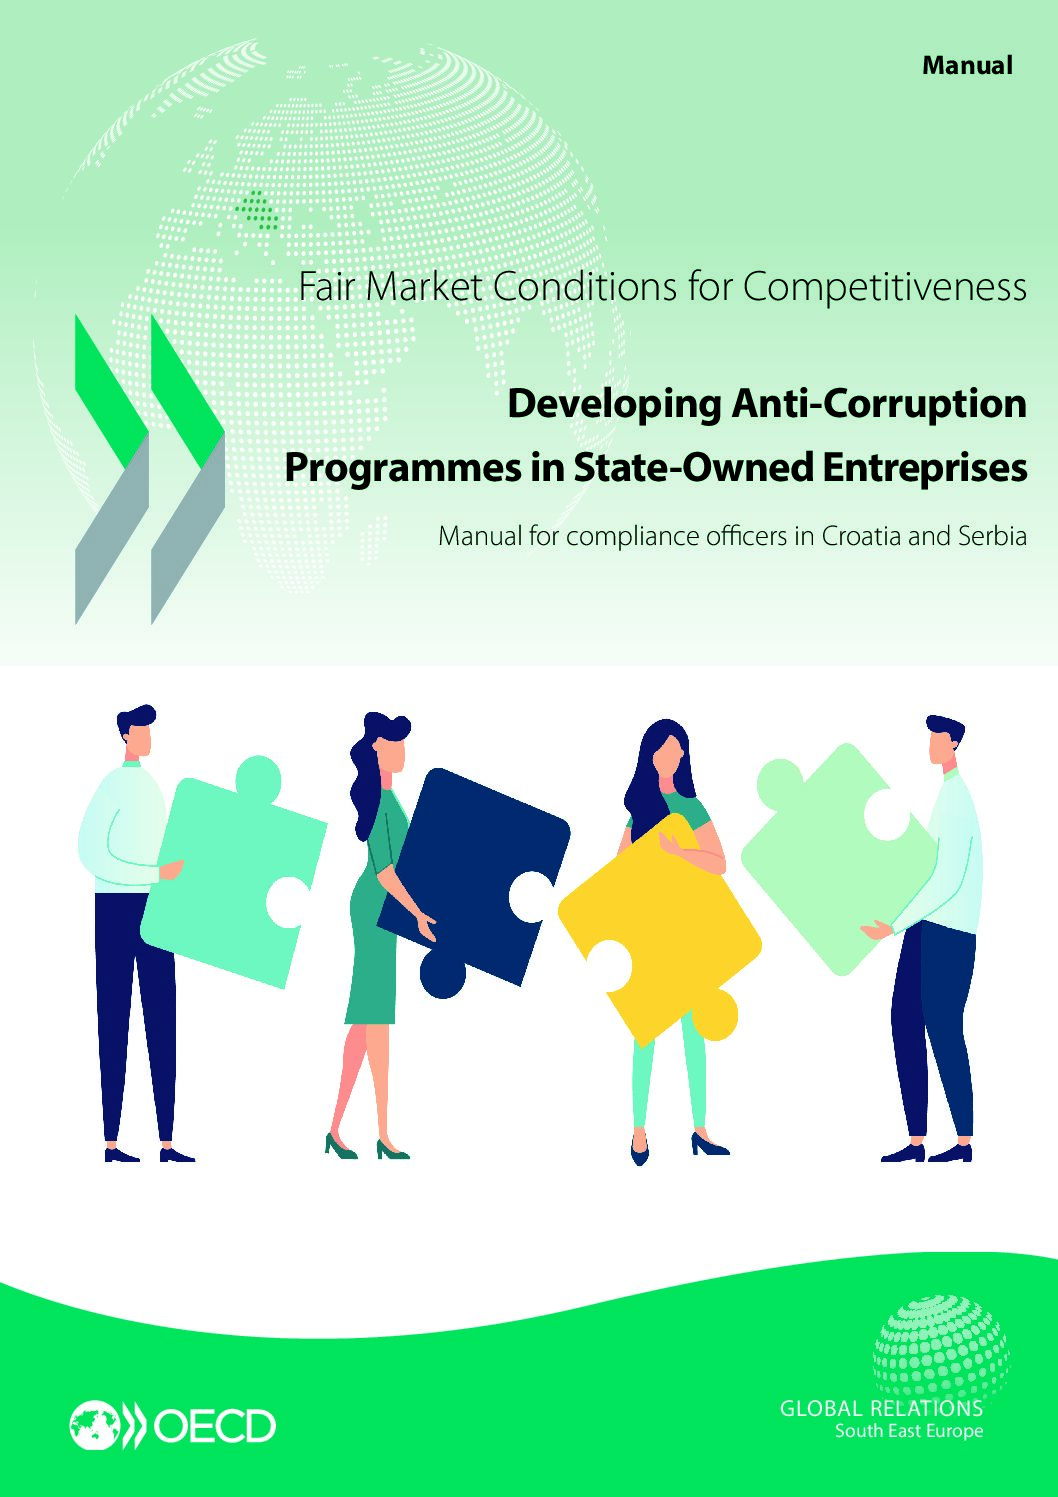 Manual
Fair Market Conditions for Competitiveness
Developing Anti-Corruption
Programmes in State-Owned Entreprises
Manual for compliance officers in Croatia and Serbia
OECD
GLOBAL RELATIONS
South East Europe